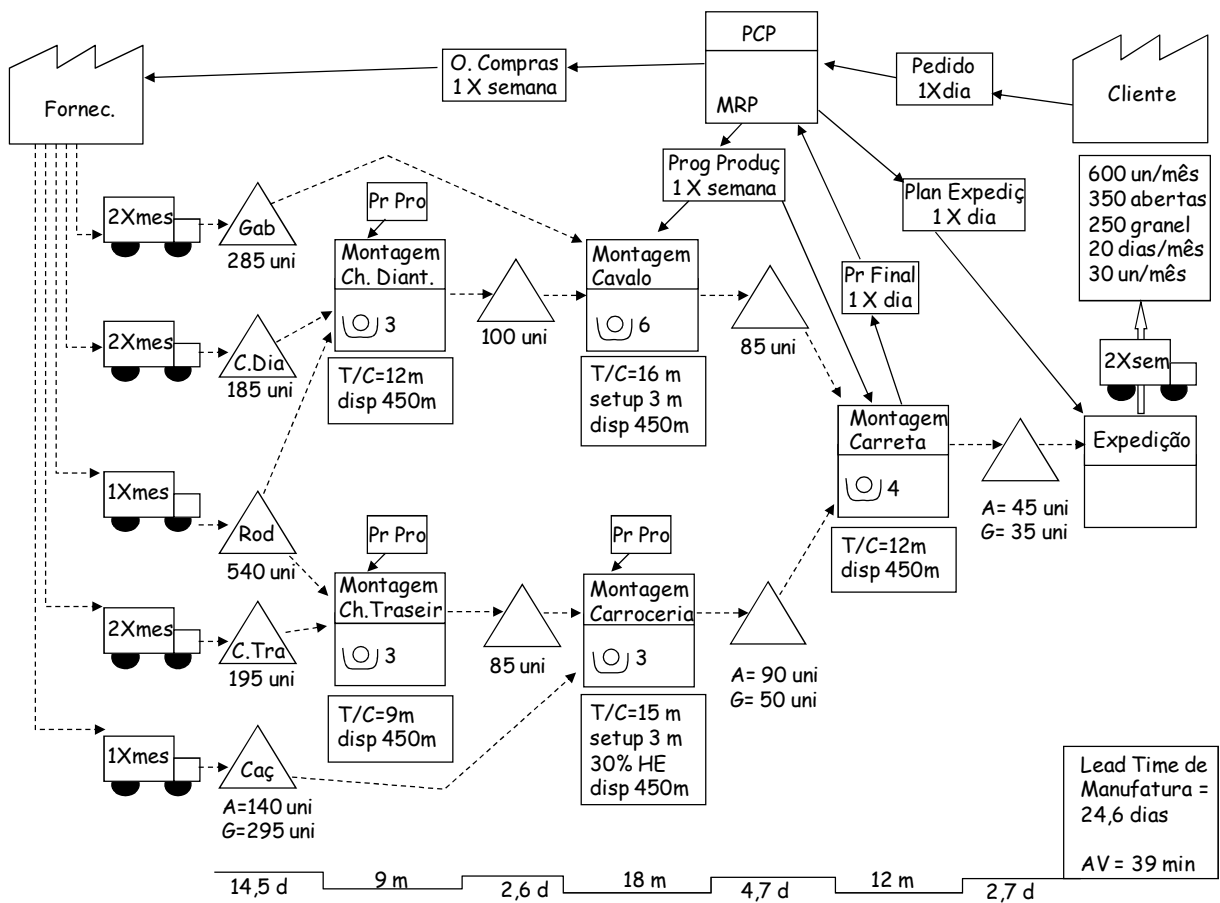 PCP
MRP
O. Compras
1 X semana
Pedido
1Xdia
Fornec.
Cliente
Prog Produç
1 X semana
Plan Expediç
1 X dia
600 un/mês
350 abertas
250 granel
20 dias/mês
30 un/mês
2Xmes
Gab
285 uni
Pr Pro
Montagem
Ch. Diant.
3
T/C=12m
disp 450m
100 uni
Montagem
Cavalo
6
T/C=16 m
setup 3 m
disp 450m
85 uni
Pr Final
1 X dia
2Xsem
2Xmes
C.Dia
185 uni
Montagem
Carreta
4
T/C=12m
disp 450m
A= 45 uni
G= 35 uni
Expedição
1Xmes
Rod
540 uni
Pr Pro
Montagem
Ch.Traseir
3
T/C=9m
disp 450m
85 uni
Pr Pro
Montagem
Carroceria
3
T/C=15 m
setup 3 m
30% HE
disp 450m
A= 90 uni
G= 50 uni
2Xmes
C.Tra
195 uni
1Xmes
Caç
A=140 uni
G=295 uni
Lead Time de
Manufatura =
24,6 dias
AV = 39 min
14,5 d
9 m
2,6 d
18 m
4,7 d
12 m
2,7 d